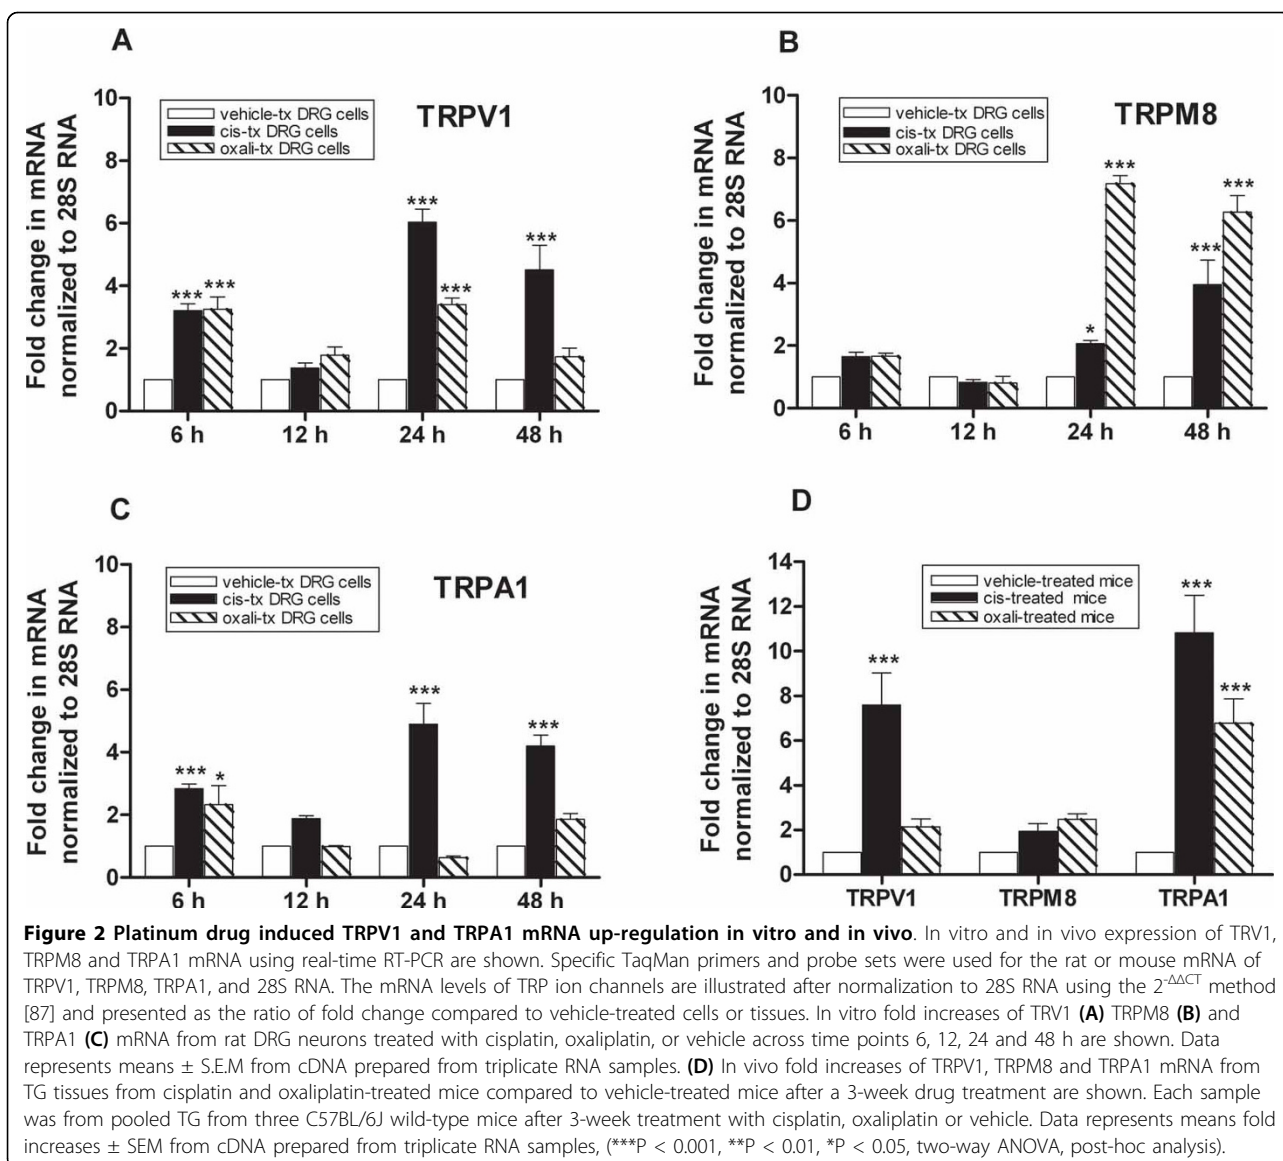 A
TRPV1
vehicle-tx DRG cells
cis-tx DRG cells
oxali-tx DRG cells
Fold change in mRNA
normalized to 28S RNA
10
8
6
4
2
0
*** ***
*** ***
***
6 h 12 h 24 h 48 h
B
TRPM8
vehicle-tx DRG cells
cis-tx DRG cells
oxali-tx DRG cells
Fold change in mRNA
normalized to 28S RNA
10
8
6
4
2
0
* ***
*** ***
6 h 12 h 24 h 48 h
C
TRPA1
vehicle-tx DRG cells
cis-tx DRG cells
oxali-tx DRG cells
Fold change in mRNA
normalized to 28S RNA
10
8
6
4
2
0
*** *
***
***
6 h 12 h 24 h 48 h
D
vehicle-treated mice
cis-treated mice
oxali-treated mice
Fold change in mRNA
normalized to 28S RNA
14
12
10
8
6
4
2
0
***
*** ***
TRPV1 TRPM8 TRPA1
Figure 2 Platinum drug induced TRPV1 and TRPA1 mRNA up-regulation in vitro and in vivo. In vitro and in vivo expression of TRV1,
TRPM8 and TRPA1 mRNA using real-time RT-PCR are shown. Specific TaqMan primers and probe sets were used for the rat or mouse mRNA of
TRPV1, TRPM8, TRPA1, and 28S RNA. The mRNA levels of TRP ion channels are illustrated after normalization to 28S RNA using the 2-ΔΔCT method
[87] and presented as the ratio of fold change compared to vehicle-treated cells or tissues. In vitro fold increases of TRV1 (A) TRPM8 (B) and
TRPA1 (C) mRNA from rat DRG neurons treated with cisplatin, oxaliplatin, or vehicle across time points 6, 12, 24 and 48 h are shown. Data
represents means ± S.E.M from cDNA prepared from triplicate RNA samples. (D) In vivo fold increases of TRPV1, TRPM8 and TRPA1 mRNA from
TG tissues from cisplatin and oxaliplatin-treated mice compared to vehicle-treated mice after a 3-week drug treatment are shown. Each sample
was from pooled TG from three C57BL/6J wild-type mice after 3-week treatment with cisplatin, oxaliplatin or vehicle. Data represents means fold
increases ± SEM from cDNA prepared from triplicate RNA samples, (***P < 0.001, **P < 0.01, *P < 0.05, two-way ANOVA, post-hoc analysis).